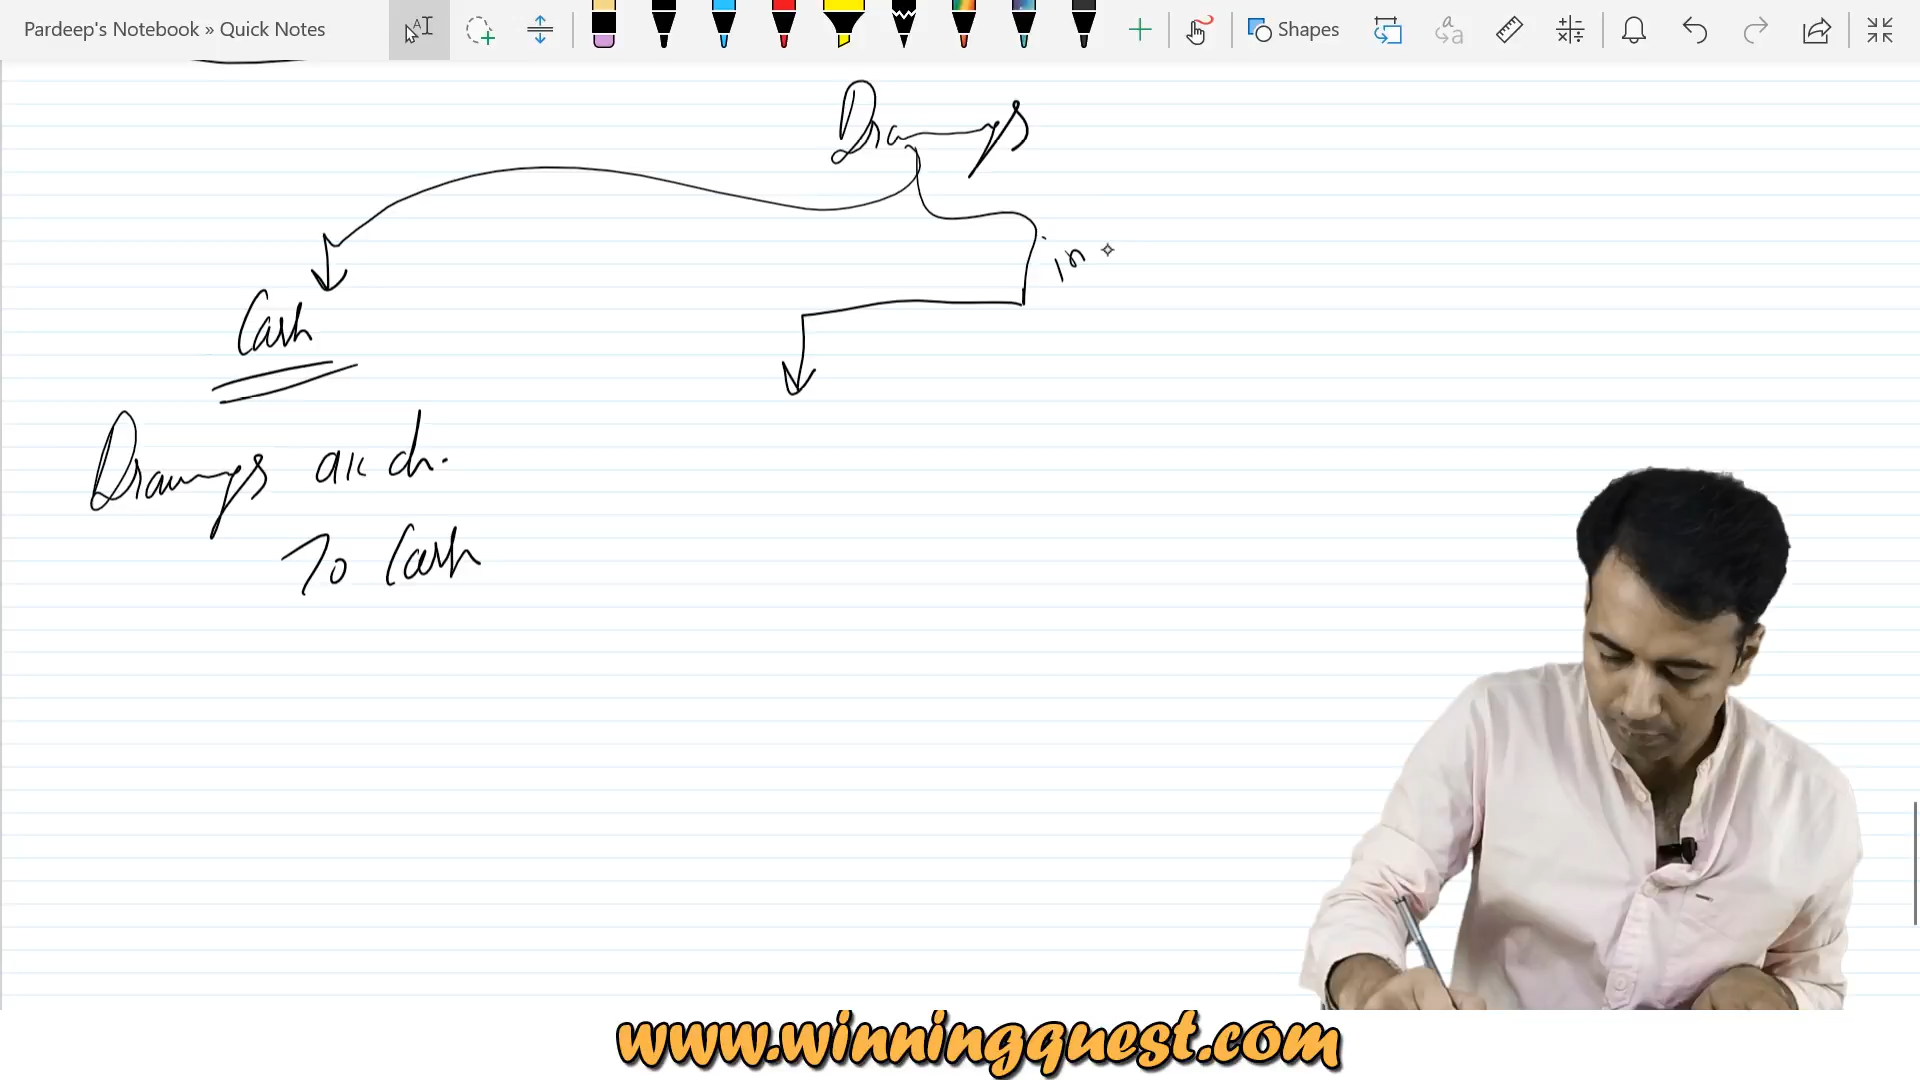 Pardeep's Notebook » Quick Notes
Shapes
Drawings
in
Cash
Drawings a/c dr.
To Cash
www.winningquest.com